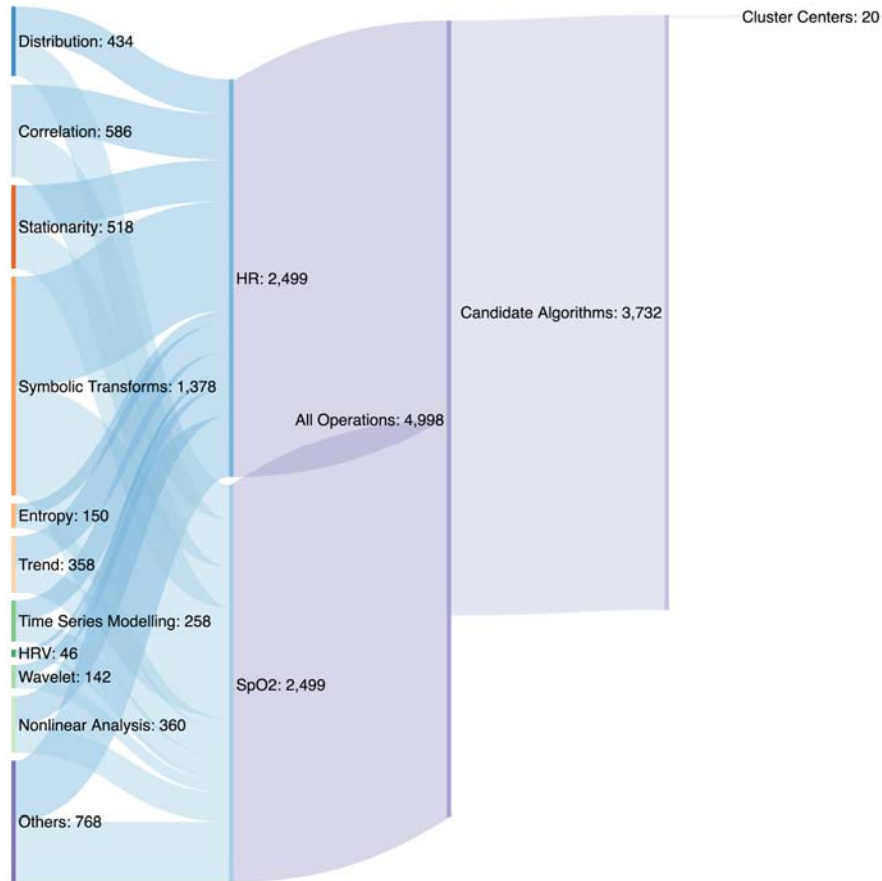 Distribution: 434
Correlation: 586
Stationarity: 518
Symbolic Transforms: 1,378
Entropy: 150
Trend: 358
Time Series Modelling: 258
HRV: 46
Wavelet: 142
Nonlinear Analysis: 360
Others: 768
HR: 2,499
SpO2: 2,499
All Operations: 4,998
Candidate Algorithms: 3,732
Cluster Centers: 20